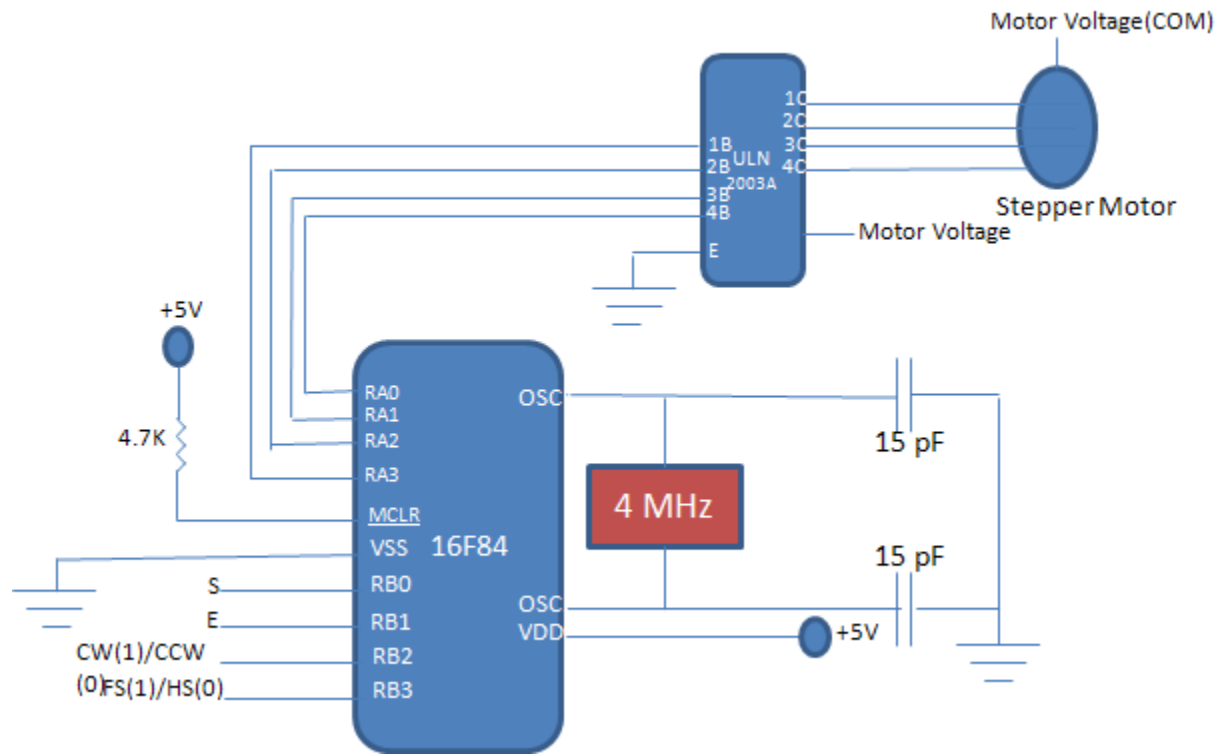 Motor Voltage(COM)
1C
2C
3C
4C
1B
2B
3B
4B
E
ULN
2003A
Stepper Motor
Motor Voltage
+5V
4.7K
RA0
RA1
RA2
RA3
MCLR
VSS
RB0
RB1
RB2
RB3
16F84
OSC
OSC
VDD
S
E
CW(1)/CCW
(0)FS(1)/HS(0)
4 MHz
15 pF
15 pF
+5V